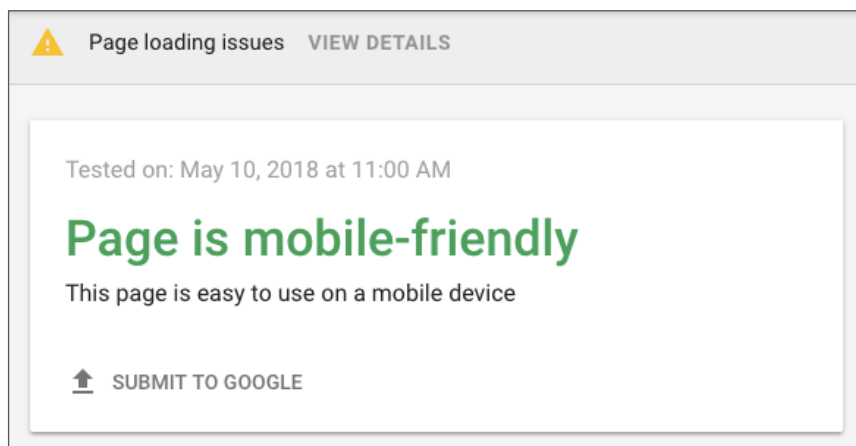 Page loading issues VIEW DETAILS
Tested on: May 10, 2018 at 11:00 AM
Page is mobile-friendly
This page is easy to use on a mobile device
SUBMIT TO GOOGLE